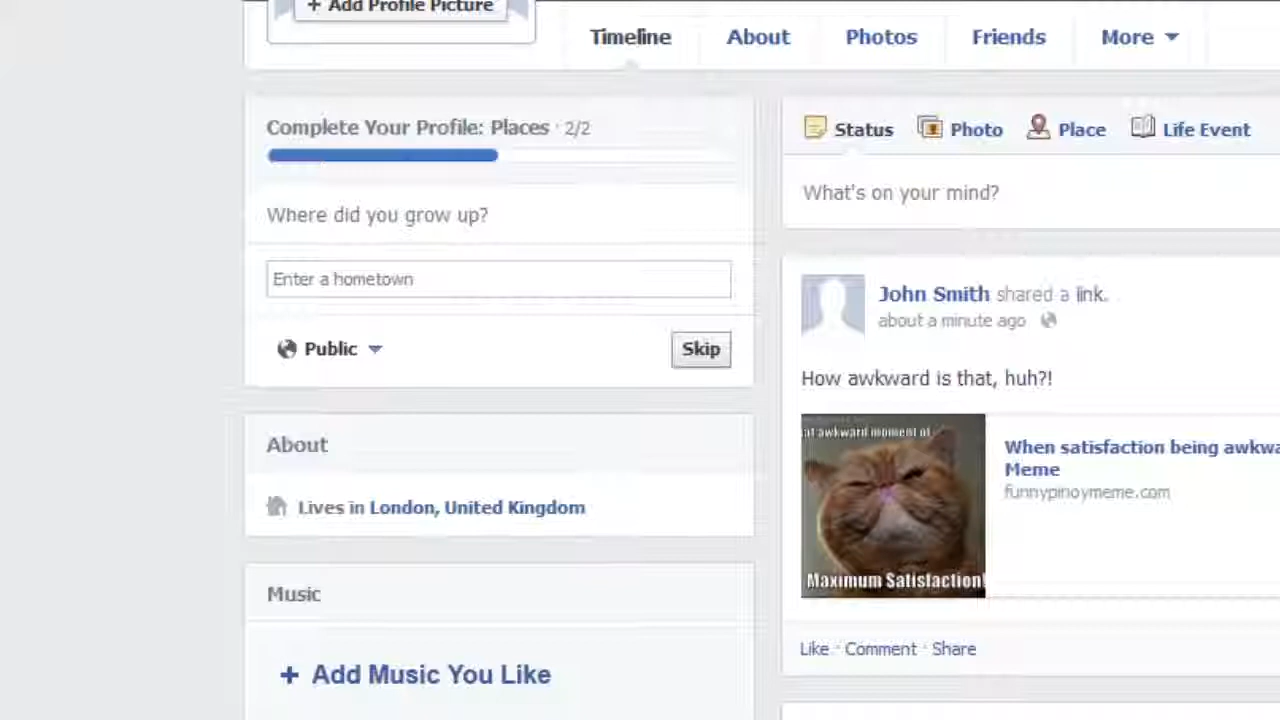 + Add Profile Picture
Timeline
About
Photos
Friends
More
Complete Your Profile: Places · 2/2
Where did you grow up?
Enter a hometown
Public
Skip
About
Lives in London, United Kingdom
Music
+ Add Music You Like
Status
Photo
Place
Life Event
What's on your mind?
John Smith shared a link.
about a minute ago
How awkward is that, huh?!
at awkward moment of
Maximum Satisfaction!
When satisfaction being awkwa
Meme
funnypinoymeme.com
Like · Comment · Share